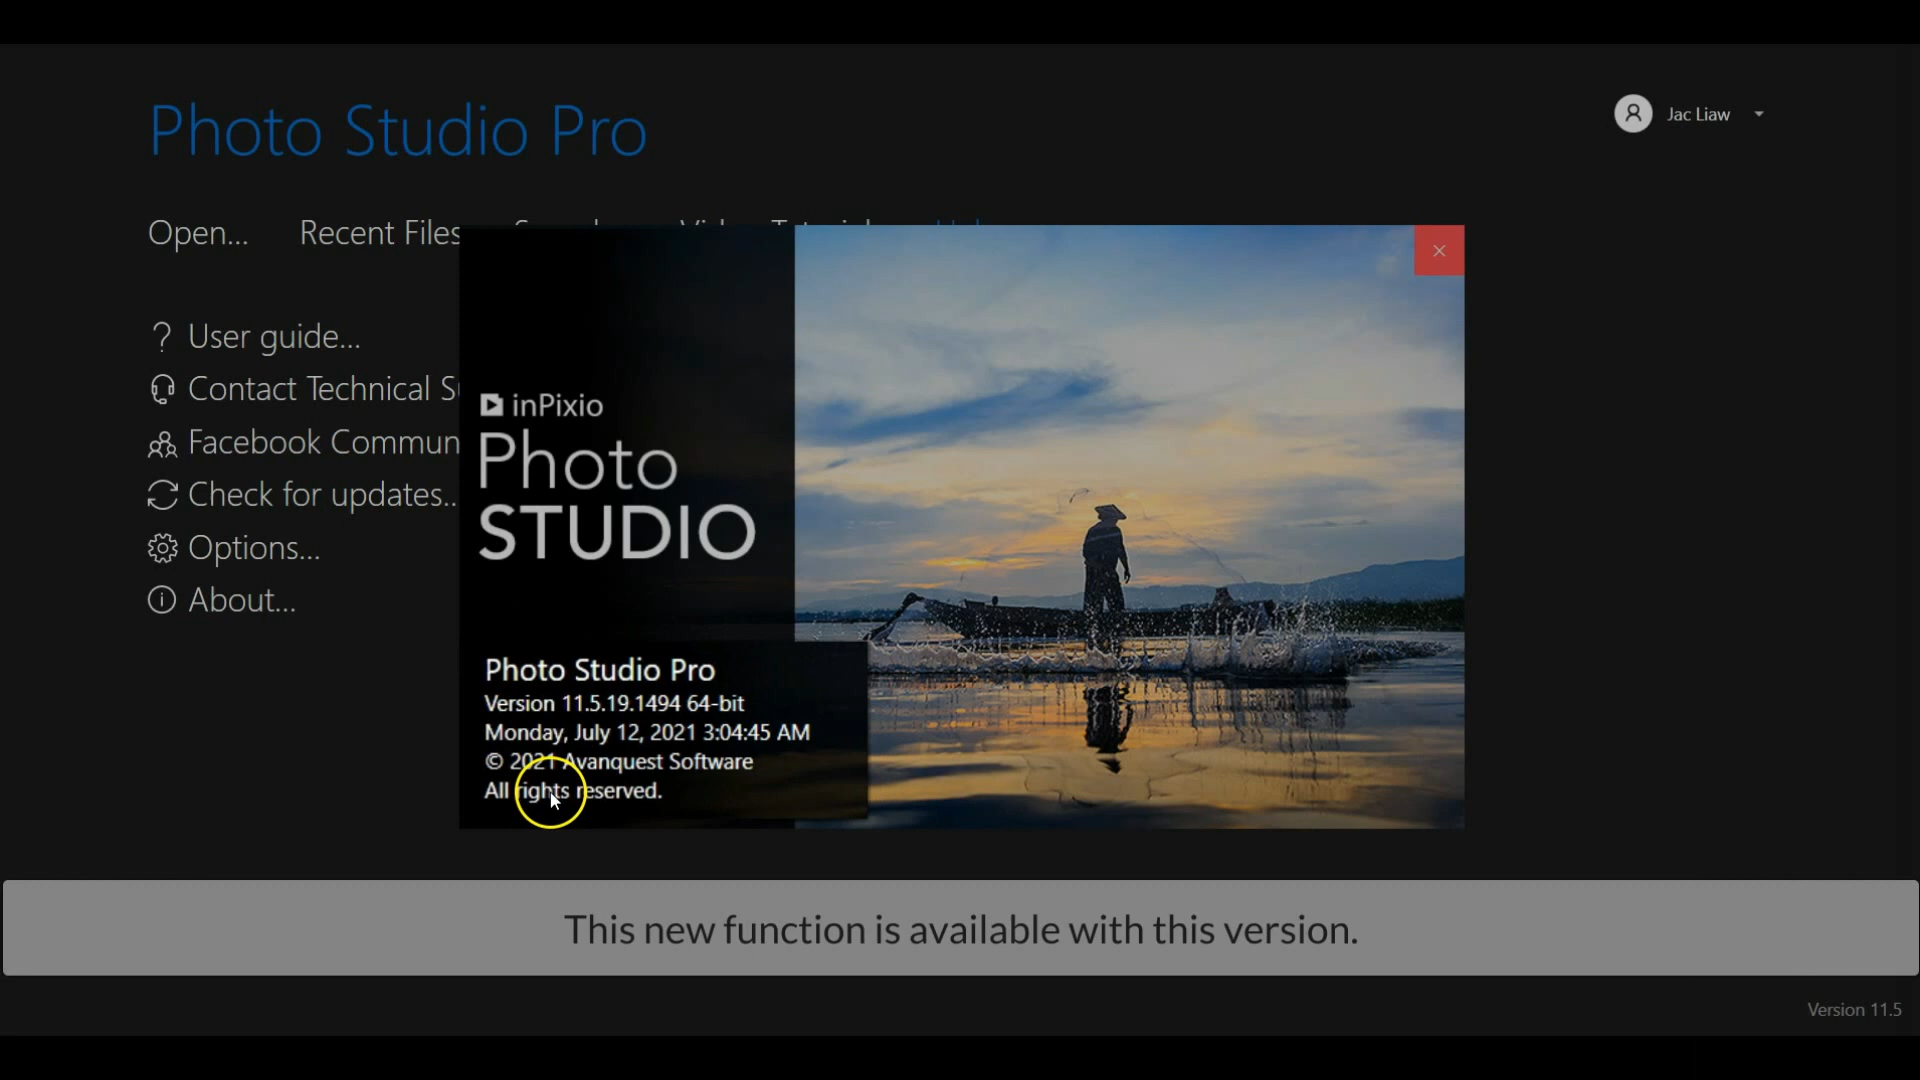 Photo Studio Pro
Jac Liaw
Open...
Recent Files
? User guide...
Contact Technical
Facebook Commun
Check for updates..
Options...
About...
inPixio
Photo
STUDIO
Photo Studio Pro
Version 11.5.19.1494 64-bit
Monday, July 12, 2021 3:04:45 AM
© 2021 Avanquest Software
All rights reserved.
This new function is available with this version.
Version 11.5